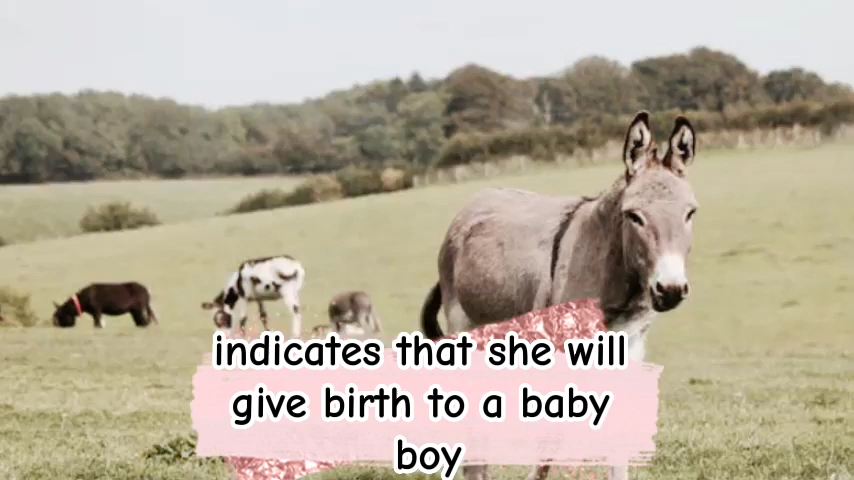 indicates that she will
give birth to a baby
boy